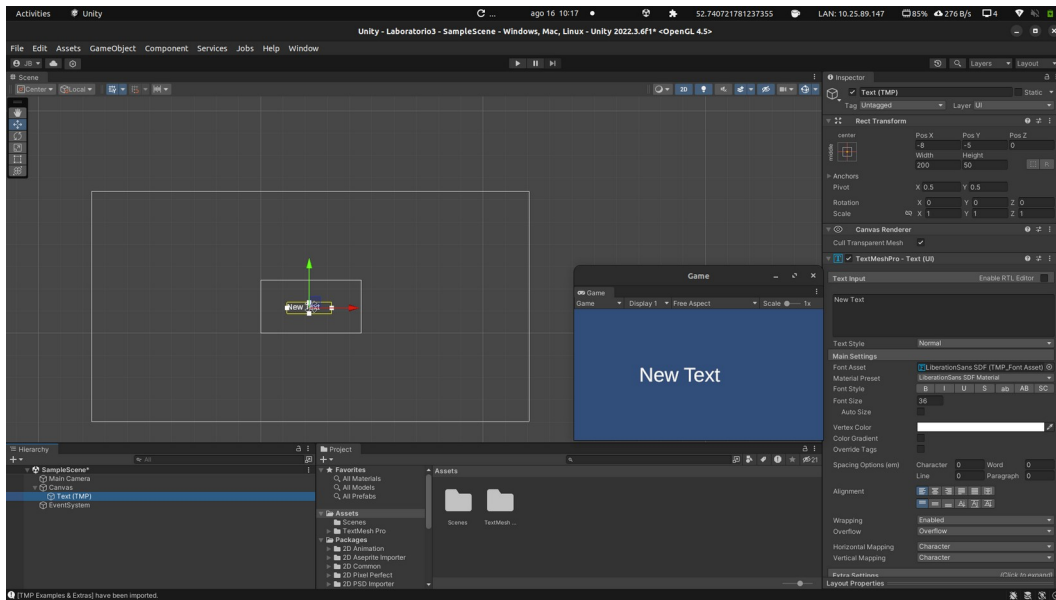 Activities Unity C ... ago 16 10:17 52.740721781237355 LAN: 10.25.89.147 85% 276 B/s 4
Unity - Laboratorio3 - SampleScene - Windows, Mac, Linux - Unity 2022.3.6f1* <OpenGL 4.5>
File Edit Assets GameObject Component Services Jobs Help Window
JB Layers Layout
Scene
Center Local 2D
Inspector
Text (TMP) Static
Tag Untagged Layer UI
Rect Transform
center Pos X Pos Y Pos Z
middle -8 -5 0
Width Height
200 50
R
Anchors
Pivot X 0.5 Y 0.5
Rotation X 0 Y 0 Z 0
Scale X 1 Y 1 Z 1
Canvas Renderer
Cull Transparent Mesh
TextMeshPro - Text (UI)
Text Input Enable RTL Editor
New Text
Text Style Normal
Main Settings
Font Asset LiberationSans SDF (TMP_Font Asset)
Material Preset LiberationSans SDF Material
Font Style B I U S ab AB SC
Font Size 36
Auto Size
Vertex Color
Color Gradient
Override Tags
Spacing Options (em) Character 0 Word 0
Line 0 Paragraph 0
Alignment
Wrapping Enabled
Overflow Overflow
Horizontal Mapping Character
Vertical Mapping Character
Extra Settings (Click to expand)
Layout Properties
New Text
Game
Game
Game Display 1 Free Aspect Scale 1x
New Text
Hierarchy
All
SampleScene*
Main Camera
Canvas
Text (TMP)
EventSystem
Project
21
Favorites
All Materials
All Models
All Prefabs
Assets
Scenes
TextMesh Pro
Packages
2D Animation
2D Aseprite Importer
2D Common
2D Pixel Perfect
2D PSD Importer
Assets
Scenes TextMesh ...
[TMP Examples & Extras] have been imported.